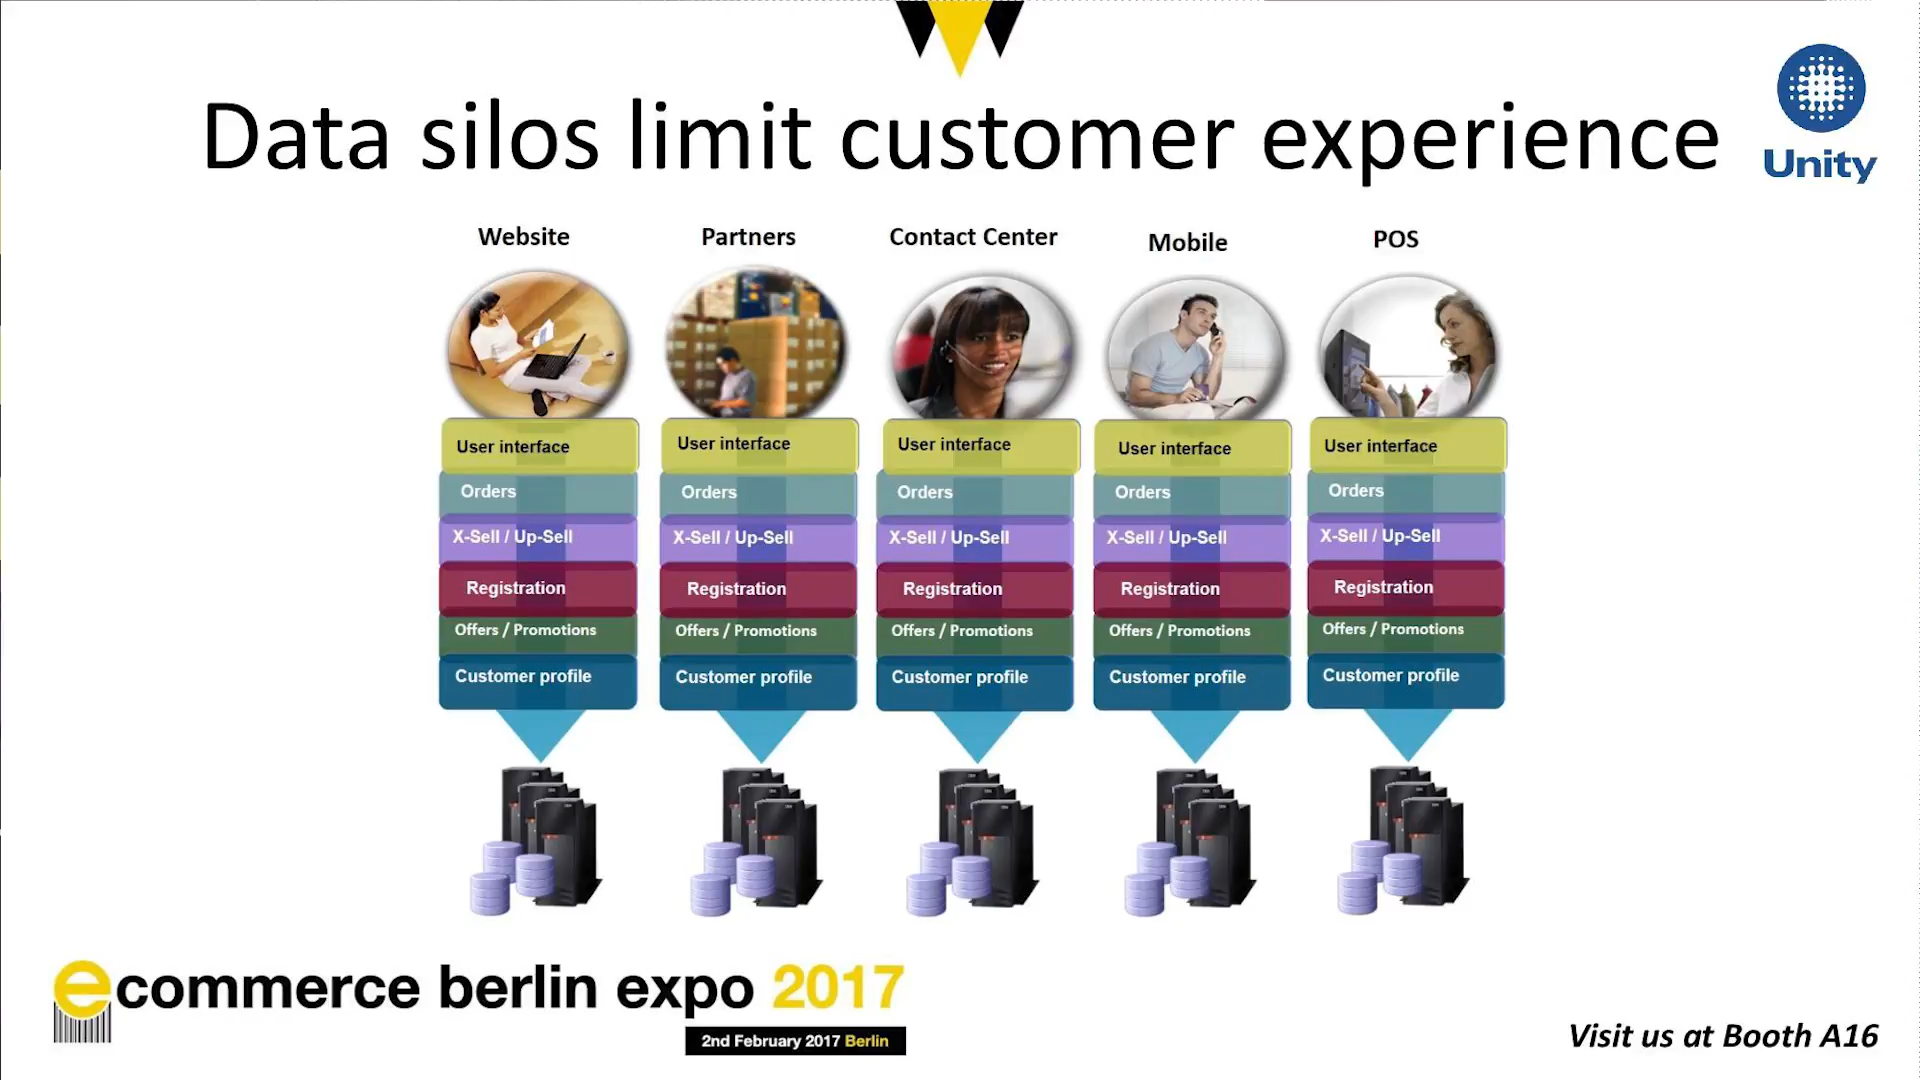 Data silos limit customer experience
Unity
Website
Partners
Contact Center
Mobile
POS
User interface
User interface
User interface
User interface
User interface
Orders
Orders
Orders
Orders
Orders
X-Sell / Up-Sell
X-Sell / Up-Sell
X-Sell / Up-Sell
X-Sell / Up-Sell
X-Sell / Up-Sell
Registration
Registration
Registration
Registration
Registration
Offers / Promotions
Offers / Promotions
Offers / Promotions
Offers / Promotions
Offers / Promotions
Customer profile
Customer profile
Customer profile
Customer profile
Customer profile
ecommerce berlin expo 2017
2nd February 2017 Berlin
Visit us at Booth A16